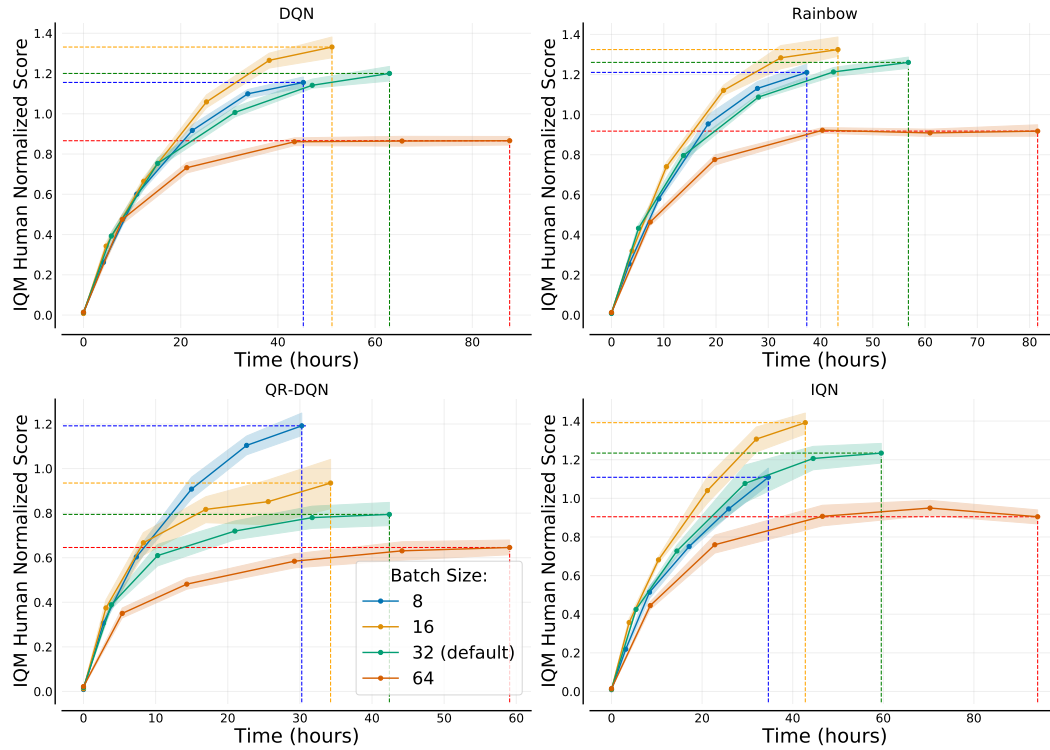 DQN
IQM Human Normalized Score
1.4
1.2
1.0
0.8
0.6
0.4
0.2
0.0
0 20 40 60 80
Time (hours)
Rainbow
IQM Human Normalized Score
1.4
1.2
1.0
0.8
0.6
0.4
0.2
0.0
0 10 20 30 40 50 60 70 80
Time (hours)
QR-DQN
IQM Human Normalized Score
1.2
1.0
0.8
0.6
0.4
0.2
0.0
Batch Size:
8
16
32 (default)
64
0 10 20 30 40 50 60
Time (hours)
IQN
IQM Human Normalized Score
1.4
1.2
1.0
0.8
0.6
0.4
0.2
0.0
0 20 40 60 80
Time (hours)